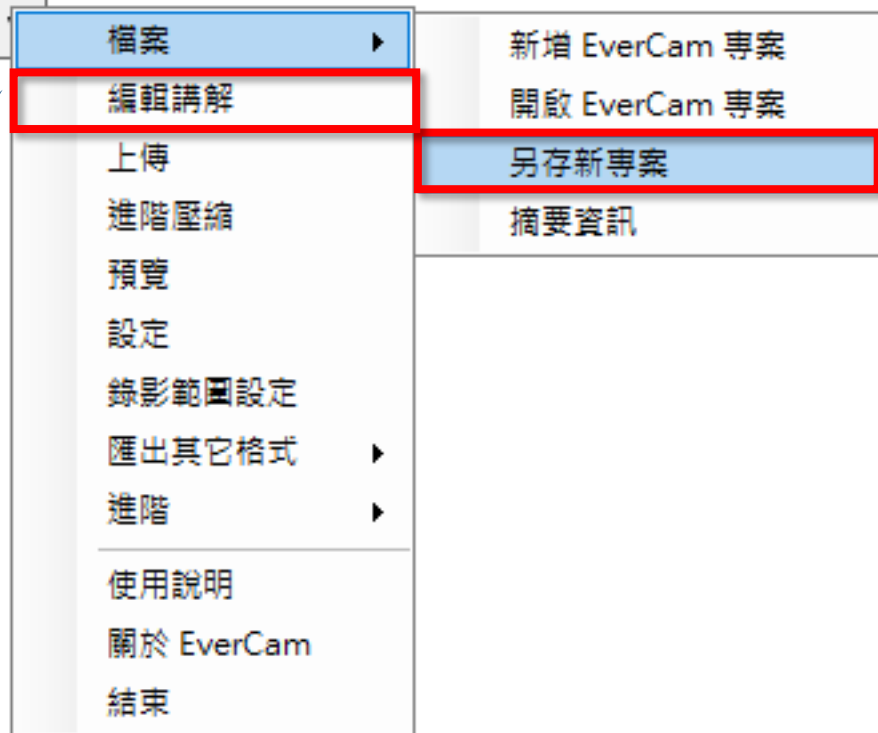 檔案
編輯講解
上傳
進階壓縮
預覽
設定
錄影範圍設定
匯出其它格式
進階
使用說明
關於 EverCam
結束
新增 EverCam 專案
開啟 EverCam 專案
另存新專案
摘要資訊